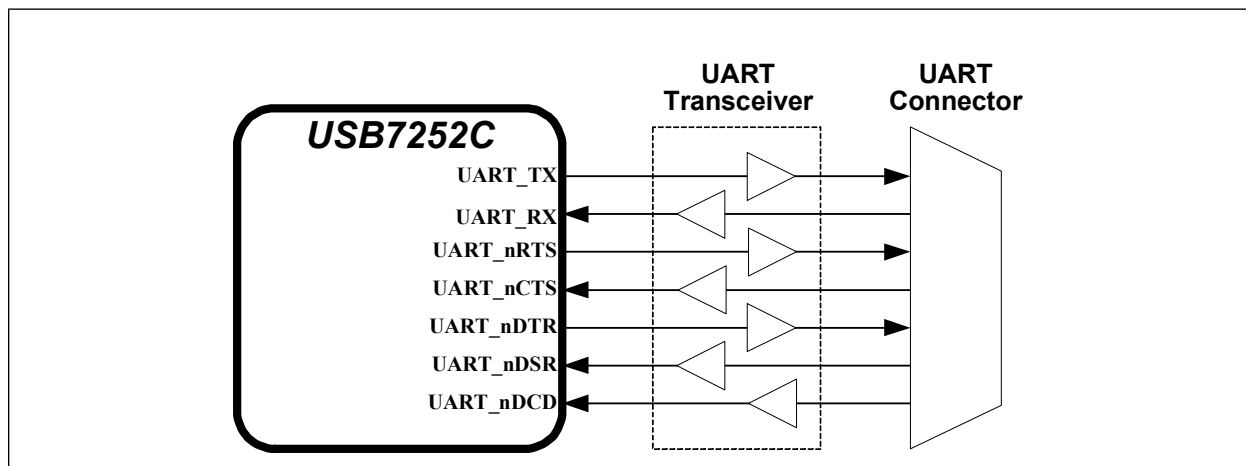 UART
Transceiver
UART
Connector
USB7252C
UART_TX
UART_RX
UART_nRTS
UART_nCTS
UART_nDTR
UART_nDSR
UART_nDCD